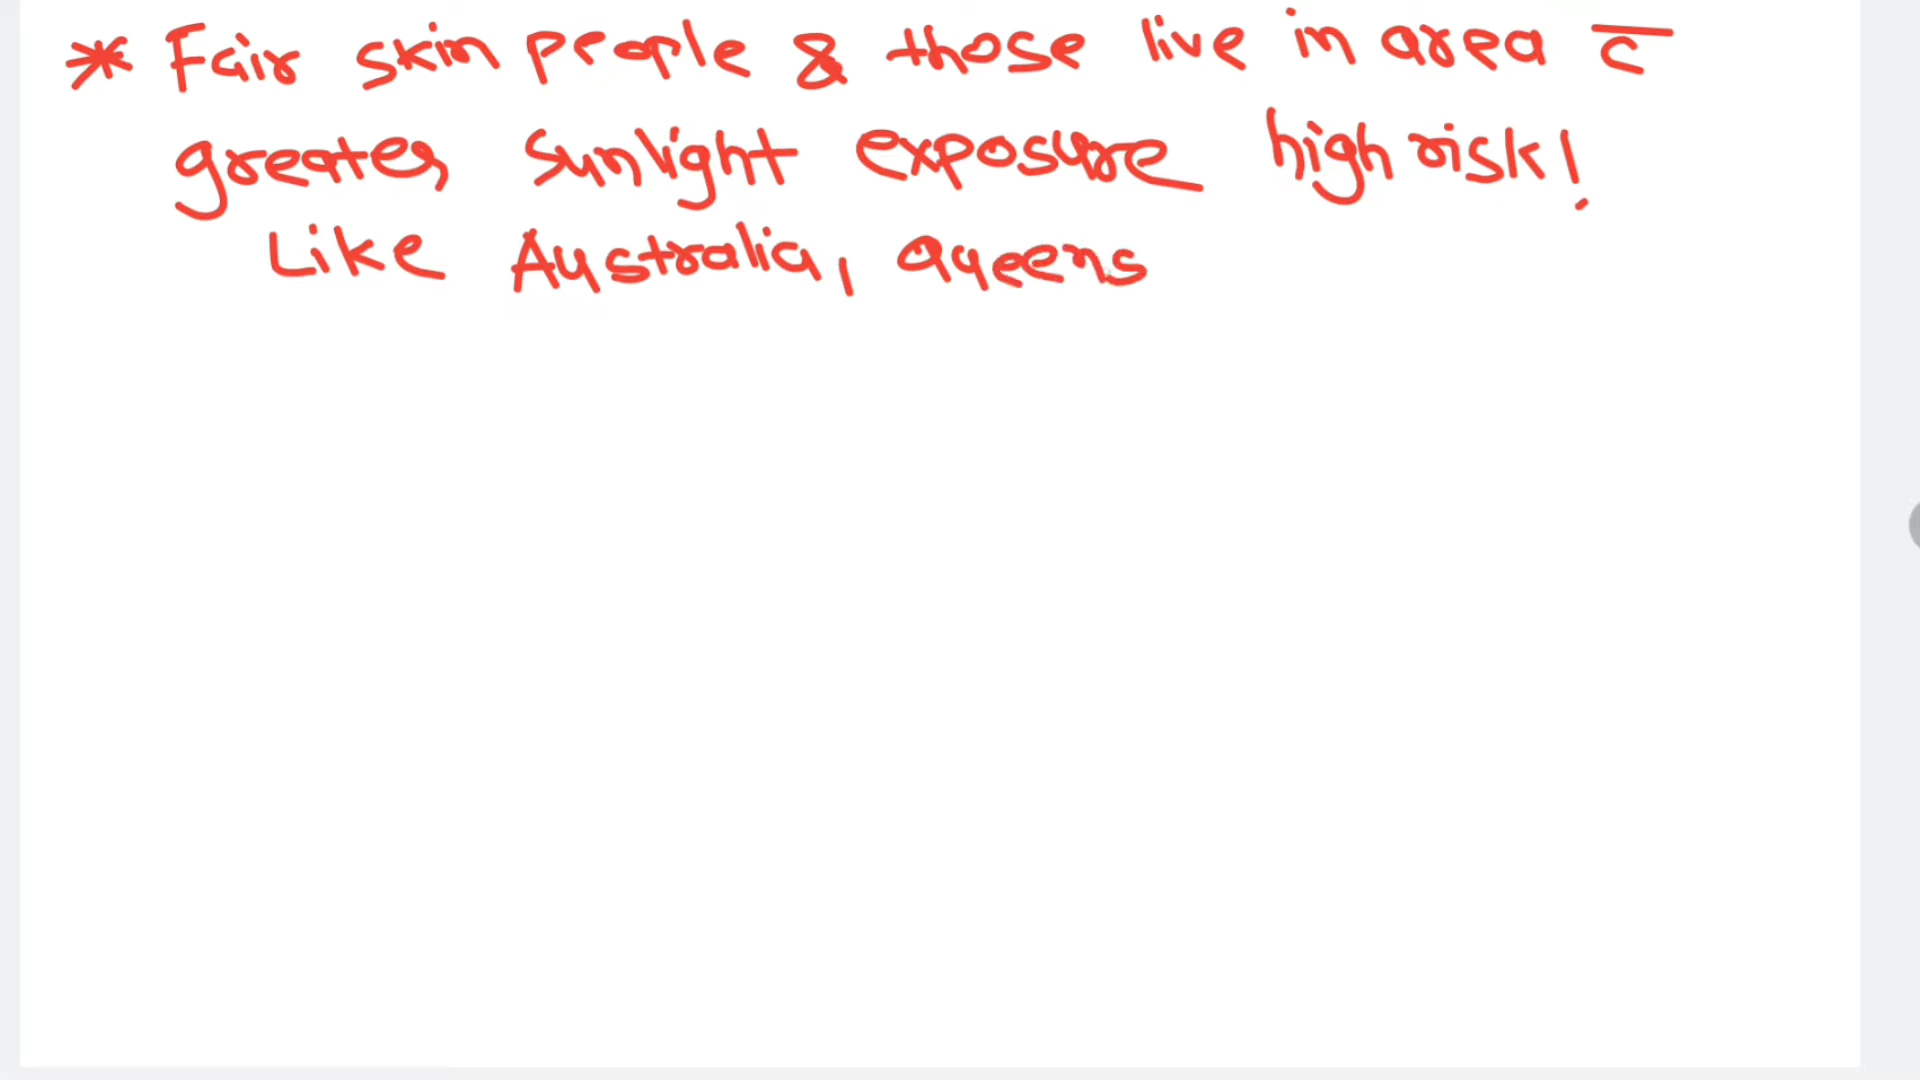 * Fair skin people & those live in area c̅
greater sunlight exposure high risk!
Like Australia, Queens